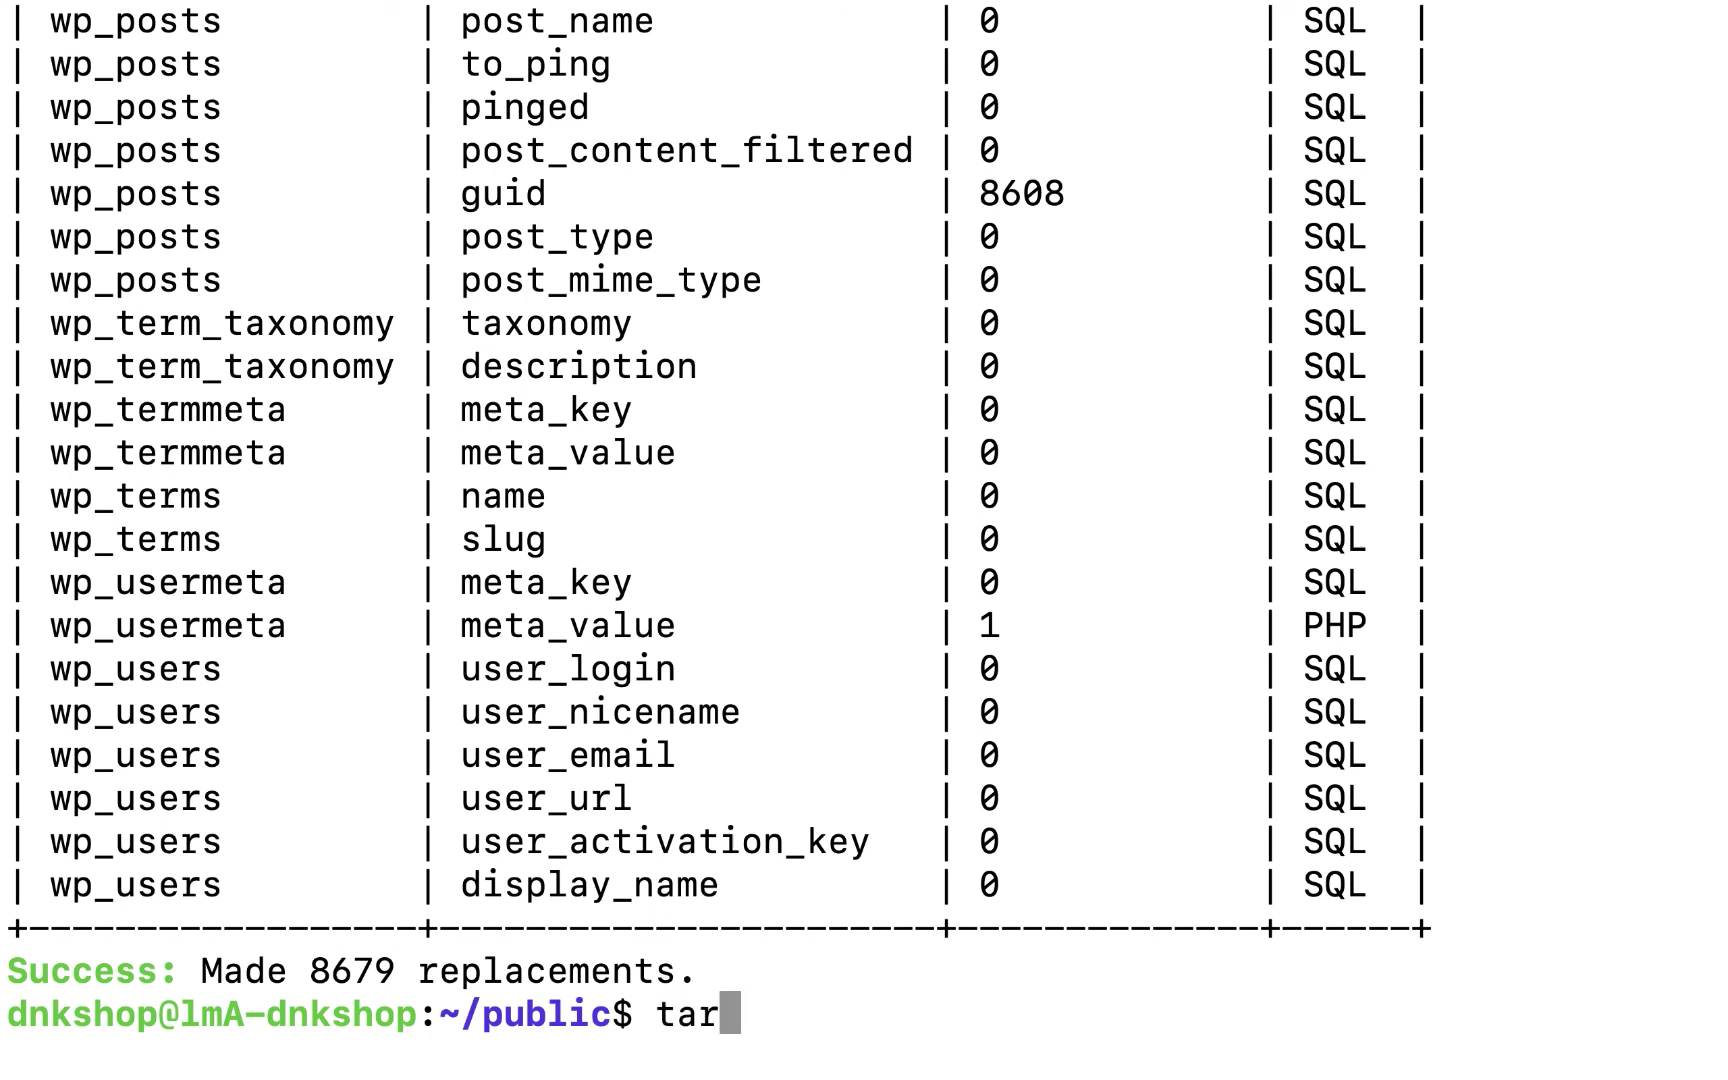 | wp_posts | post_name | 0 | SQL |
| wp_posts | to_ping | 0 | SQL |
| wp_posts | pinged | 0 | SQL |
| wp_posts | post_content_filtered | 0 | SQL |
| wp_posts | guid | 8608 | SQL |
| wp_posts | post_type | 0 | SQL |
| wp_posts | post_mime_type | 0 | SQL |
| wp_term_taxonomy | taxonomy | 0 | SQL |
| wp_term_taxonomy | description | 0 | SQL |
| wp_termmeta | meta_key | 0 | SQL |
| wp_termmeta | meta_value | 0 | SQL |
| wp_terms | name | 0 | SQL |
| wp_terms | slug | 0 | SQL |
| wp_usermeta | meta_key | 0 | SQL |
| wp_usermeta | meta_value | 1 | PHP |
| wp_users | user_login | 0 | SQL |
| wp_users | user_nicename | 0 | SQL |
| wp_users | user_email | 0 | SQL |
| wp_users | user_url | 0 | SQL |
| wp_users | user_activation_key | 0 | SQL |
| wp_users | display_name | 0 | SQL |
+------------------+-----------------------+--------------+------+
Success: Made 8679 replacements.
dnkshop@lmA-dnkshop:~/public$ tar